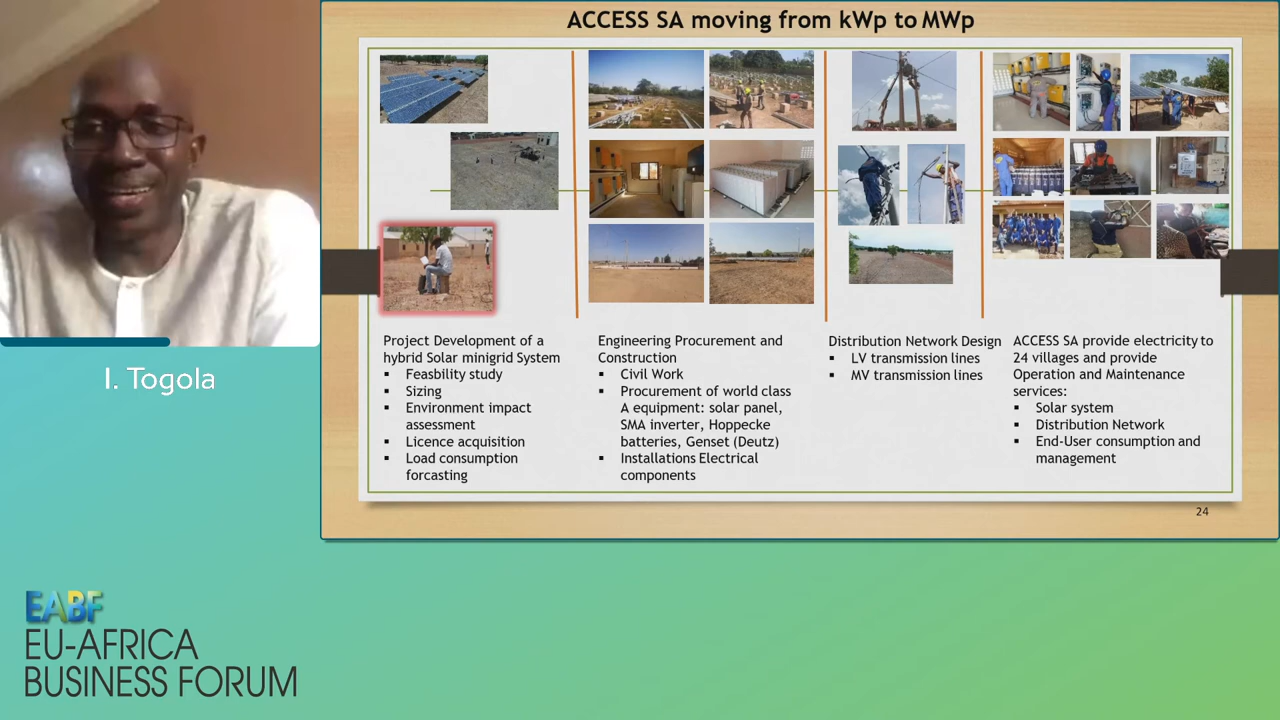 ACCESS SA moving from kWp to MWp
I. Togola
Project Development of a
hybrid Solar minigrid System
▪ Feasbility study
▪ Sizing
▪ Environment impact
assessment
▪ Licence acquisition
▪ Load consumption
forcasting
Engineering Procurement and
Construction
▪ Civil Work
▪ Procurement of world class
A equipment: solar panel,
SMA inverter, Hoppecke
batteries, Genset (Deutz)
▪ Installations Electrical
components
Distribution Network Design
▪ LV transmission lines
▪ MV transmission lines
ACCESS SA provide electricity to
24 villages and provide
Operation and Maintenance
services:
▪ Solar system
▪ Distribution Network
▪ End-User consumption and
management
24
EABF
EU-AFRICA
BUSINESS FORUM